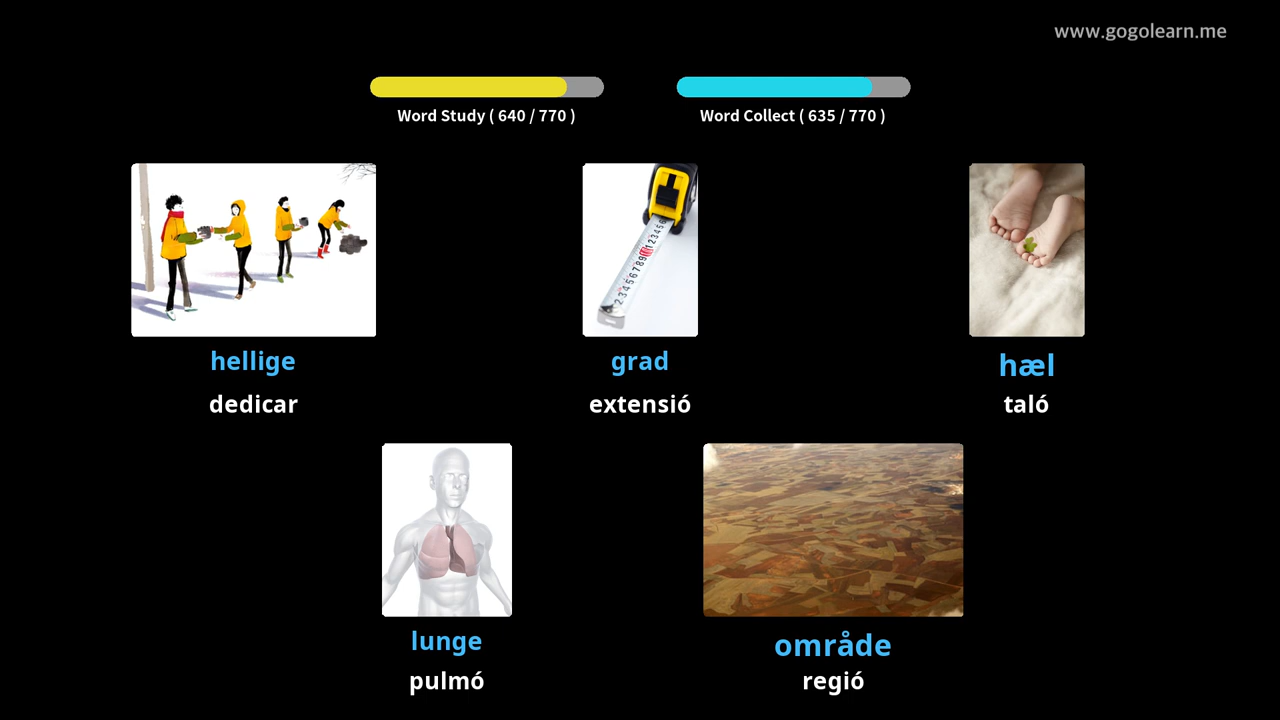 www.gogolearn.me
Word Study ( 640 / 770 )
Word Collect ( 635 / 770 )
hellige
dedicar
grad
extensió
hæl
taló
lunge
pulmó
område
regió